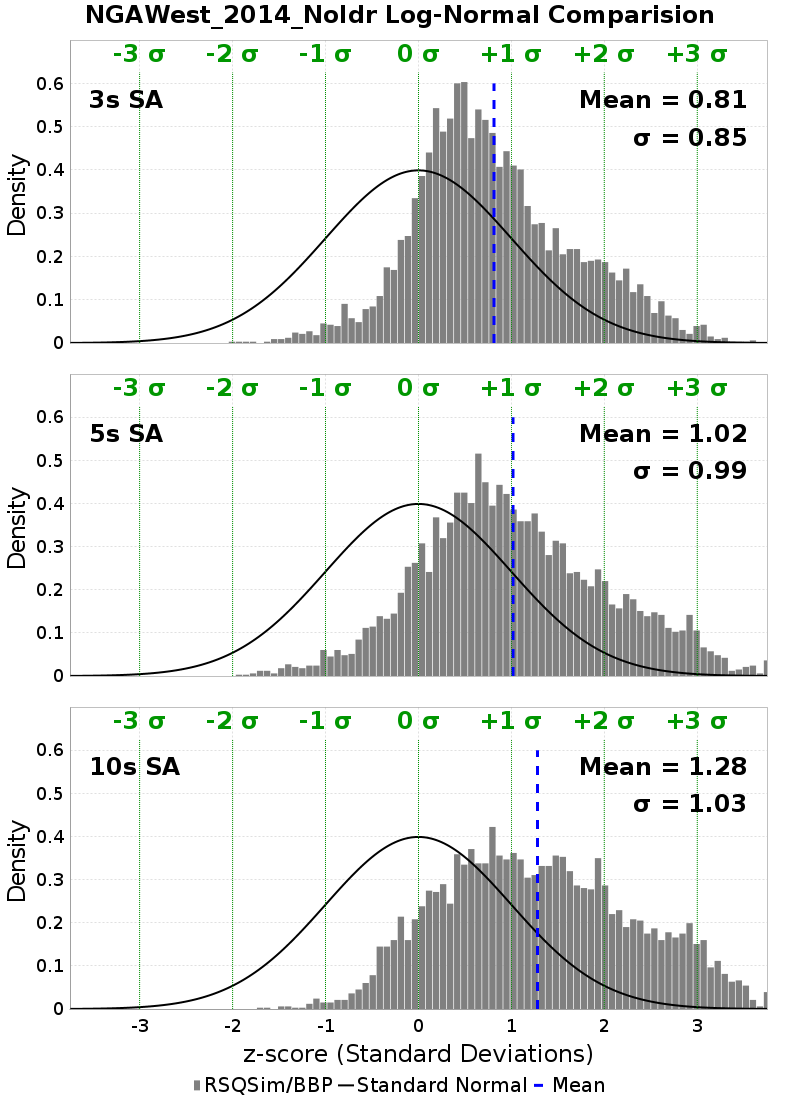 NGAWest_2014_NoIdr Log-Normal Comparision
-3 σ -2 σ -1 σ 0 σ +1 σ +2 σ +3 σ
0.6
3s SA Mean = 0.81
0.5
σ = 0.85
0.4
Density
0.3
0.2
0.1
0
-3 σ -2 σ -1 σ 0 σ +1 σ +2 σ +3 σ
0.6
5s SA Mean = 1.02
0.5
σ = 0.99
0.4
Density
0.3
0.2
0.1
0
-3 σ -2 σ -1 σ 0 σ +1 σ +2 σ +3 σ
0.6
10s SA Mean = 1.28
0.5
σ = 1.03
0.4
Density
0.3
0.2
0.1
0
-3 -2 -1 0 1 2 3
z-score (Standard Deviations)
RSQSim/BBP Standard Normal Mean